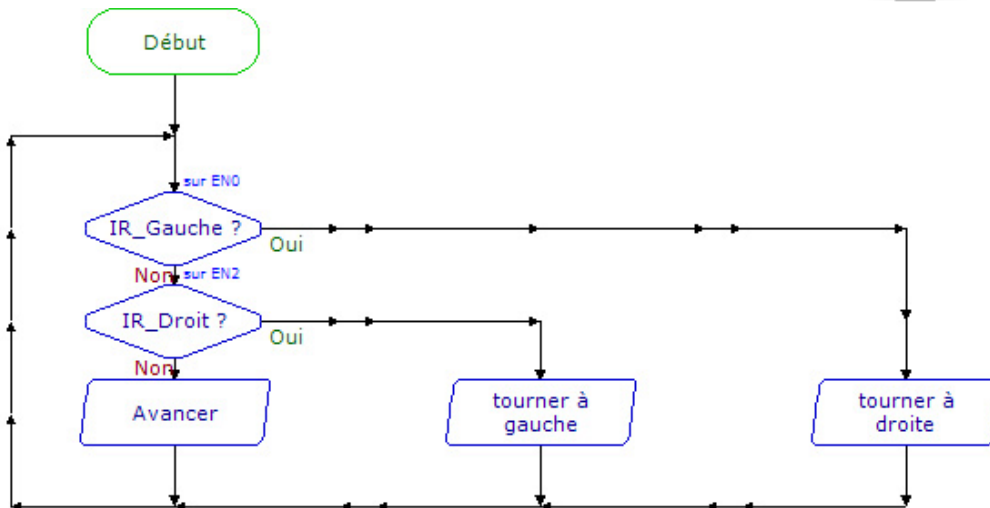 Début
sur EN0
IR_Gauche ?
Oui
Non
sur EN2
IR_Droit ?
Oui
Non
Avancer
tourner à
gauche
tourner à
droite